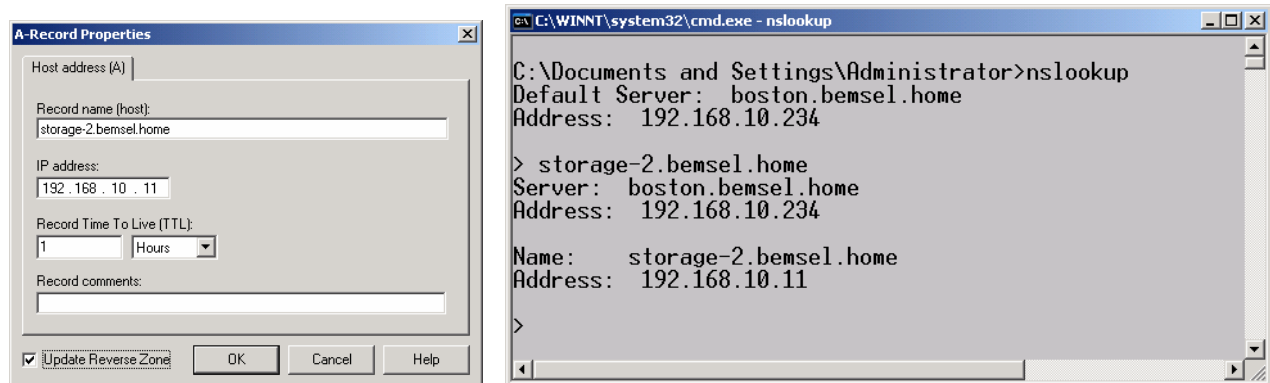 A-Record Properties
Host address (A)
Record name (host):
storage-2.bemsel.home
IP address:
192 . 168 . 10 . 11
Record Time To Live (TTL):
1 Hours
Record comments:
Update Reverse Zone OK Cancel Help
C:\WINNT\system32\cmd.exe - nslookup
C:\Documents and Settings\Administrator>nslookup
Default Server:  boston.bemsel.home
Address:  192.168.10.234
> storage-2.bemsel.home
Server:  boston.bemsel.home
Address:  192.168.10.234
Name:    storage-2.bemsel.home
Address:  192.168.10.11
>